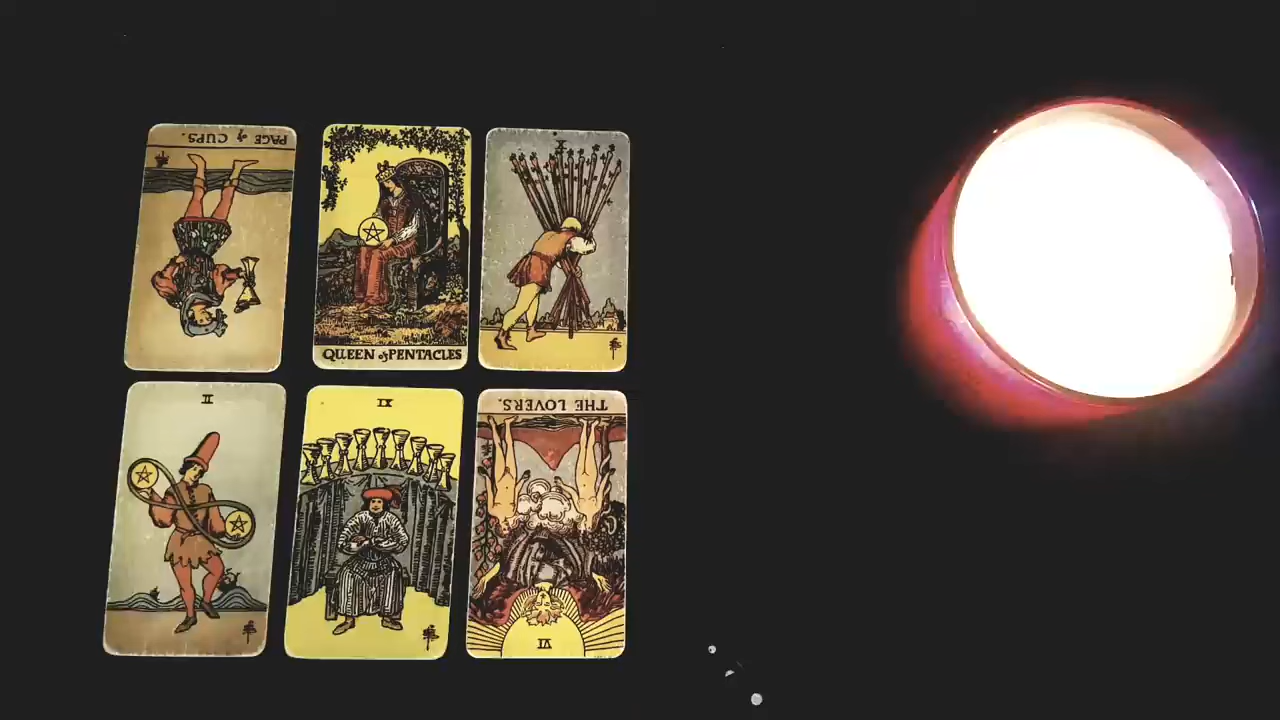 PAGE of CUPS.
QUEEN of PENTACLES
X
II
IX
THE LOVERS.
VI